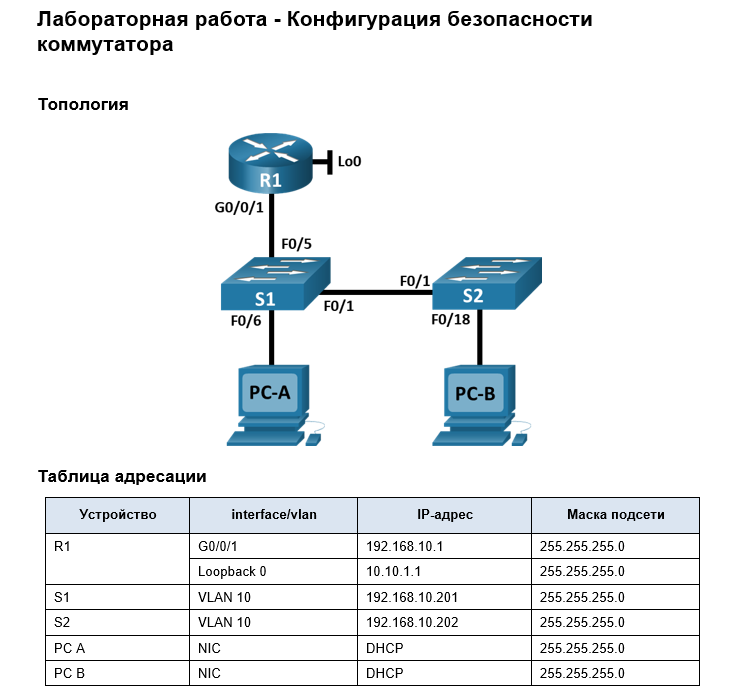 Лабораторная работа - Конфигурация безопасности
коммутатора
Топология
Lo0
R1
G0/0/1
F0/5
S1
F0/1
F0/1
S2
F0/6
F0/18
PC-A
PC-B
Таблица адресации
Устройство interface/vlan IP-адрес Маска подсети
R1 G0/0/1 192.168.10.1 255.255.255.0
Loopback 0 10.10.1.1 255.255.255.0
S1 VLAN 10 192.168.10.201 255.255.255.0
S2 VLAN 10 192.168.10.202 255.255.255.0
PC A NIC DHCP 255.255.255.0
PC B NIC DHCP 255.255.255.0